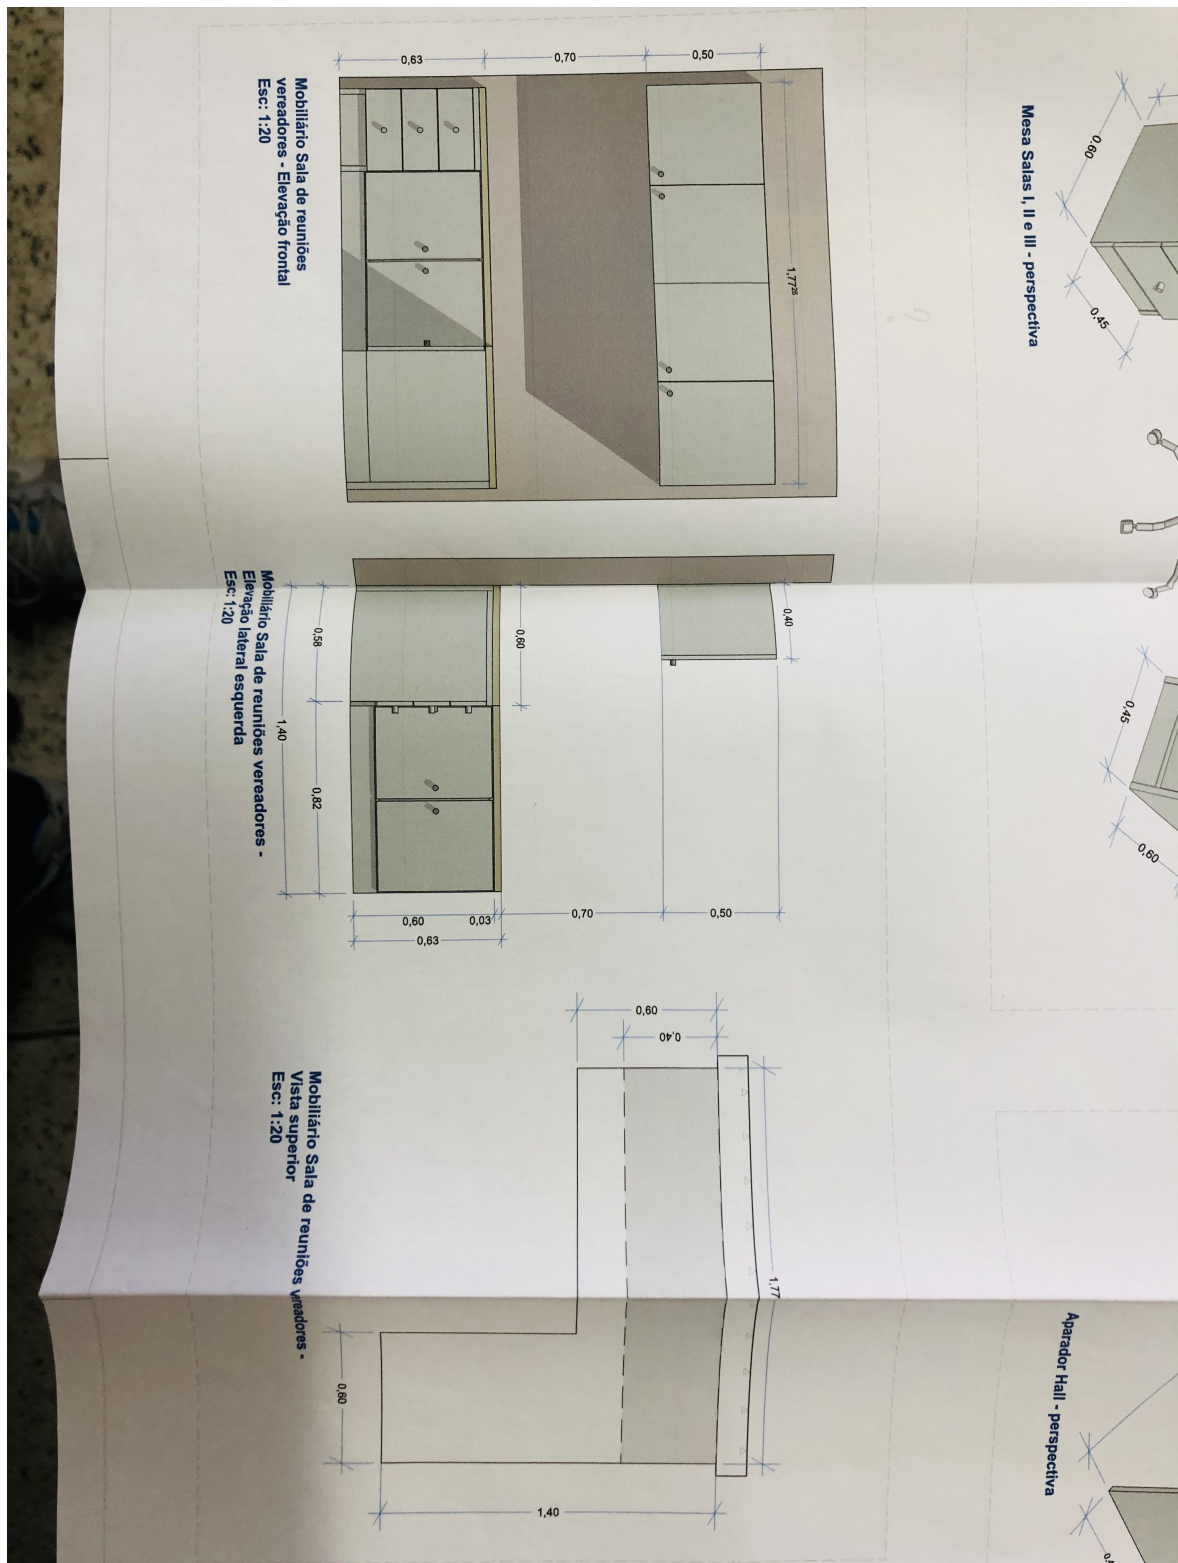 0,63
0,70
0,50
1,77²⁵
Mobiliário Sala de reuniões
vereadores - Elevação frontal
Esc: 1:20
Mesa Salas I, II e III - perspectiva
0,60
0,45
0,58
0,82
1,40
0,60
0,40
0,60
0,03
0,63
0,70
0,50
Mobiliário Sala de reuniões vereadores -
Elevação lateral esquerda
Esc: 1:20
0,45
0,60
0,60
0,40
1,77
0,60
1,40
Mobiliário Sala de reuniões vereadores -
Vista superior
Esc: 1:20
Aparador Hall - perspectiva